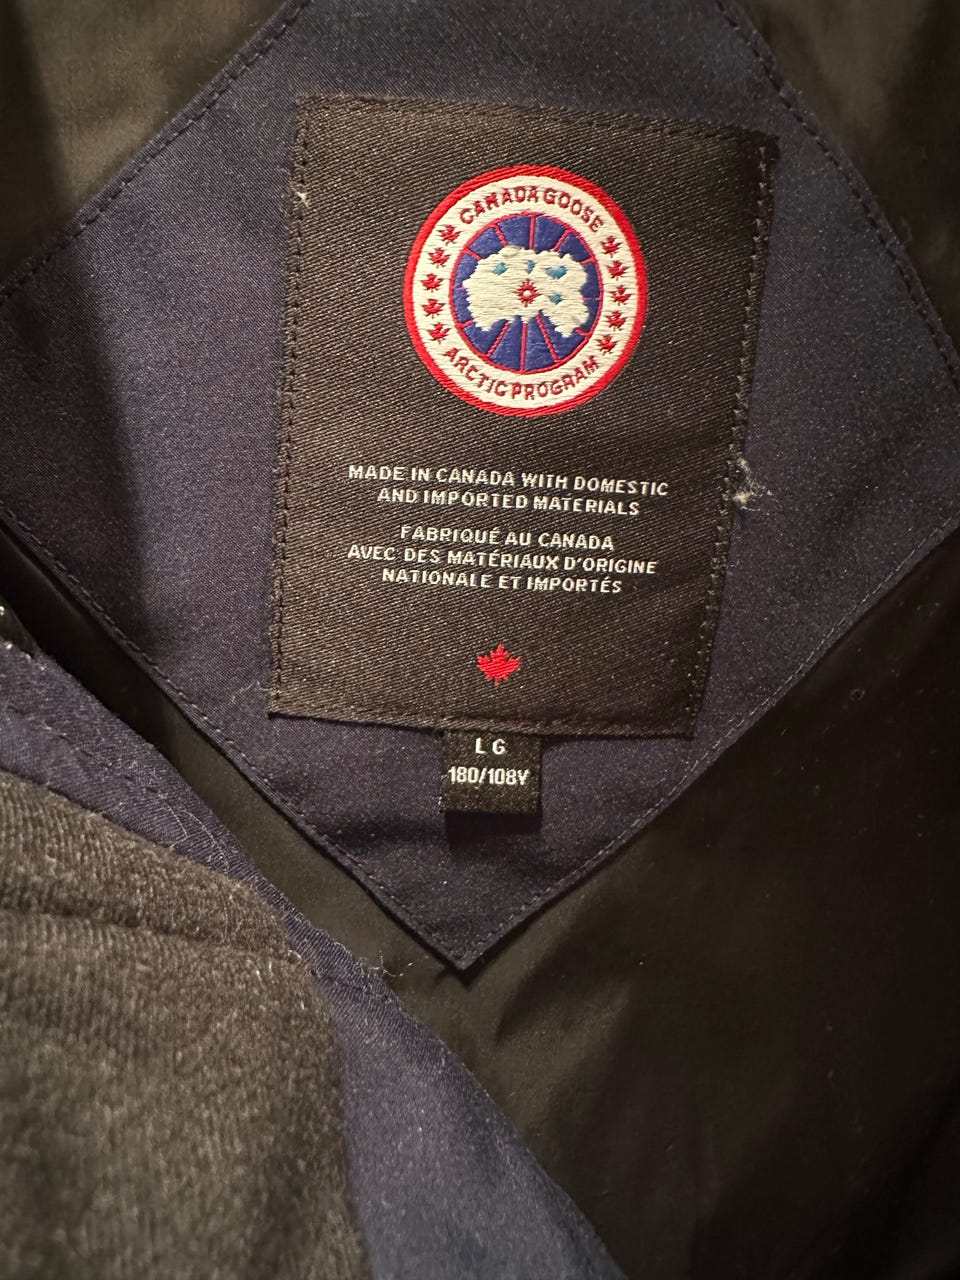 CANADA GOOSE
ARCTIC PROGRAM
MADE IN CANADA WITH DOMESTIC
AND IMPORTED MATERIALS
FABRIQUÉ AU CANADA
AVEC DES MATÉRIAUX D'ORIGINE
NATIONALE ET IMPORTÉS
LG
180/108Y